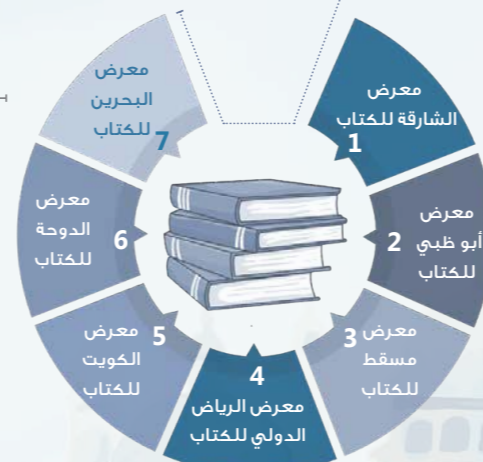 معرض
الشارقة للكتاب
1
معرض
أبو ظبي
للكتاب
2
معرض
مسقط
للكتاب
3
4
معرض الرياض
الدولي للكتاب
معرض
الكويت
للكتاب
5
معرض
الدوحة
للكتاب
6
معرض
البحرين
للكتاب
7